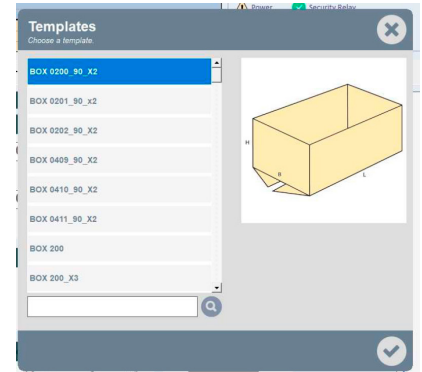 Power Security Relay
Templates
Choose a template.
BOX 0200_90_X2
BOX 0201_90_x2
BOX 0202_90_X2
BOX 0409_90_X2
BOX 0410_90_X2
BOX 0411_90_X2
BOX 200
BOX 200_X3
H
B
L